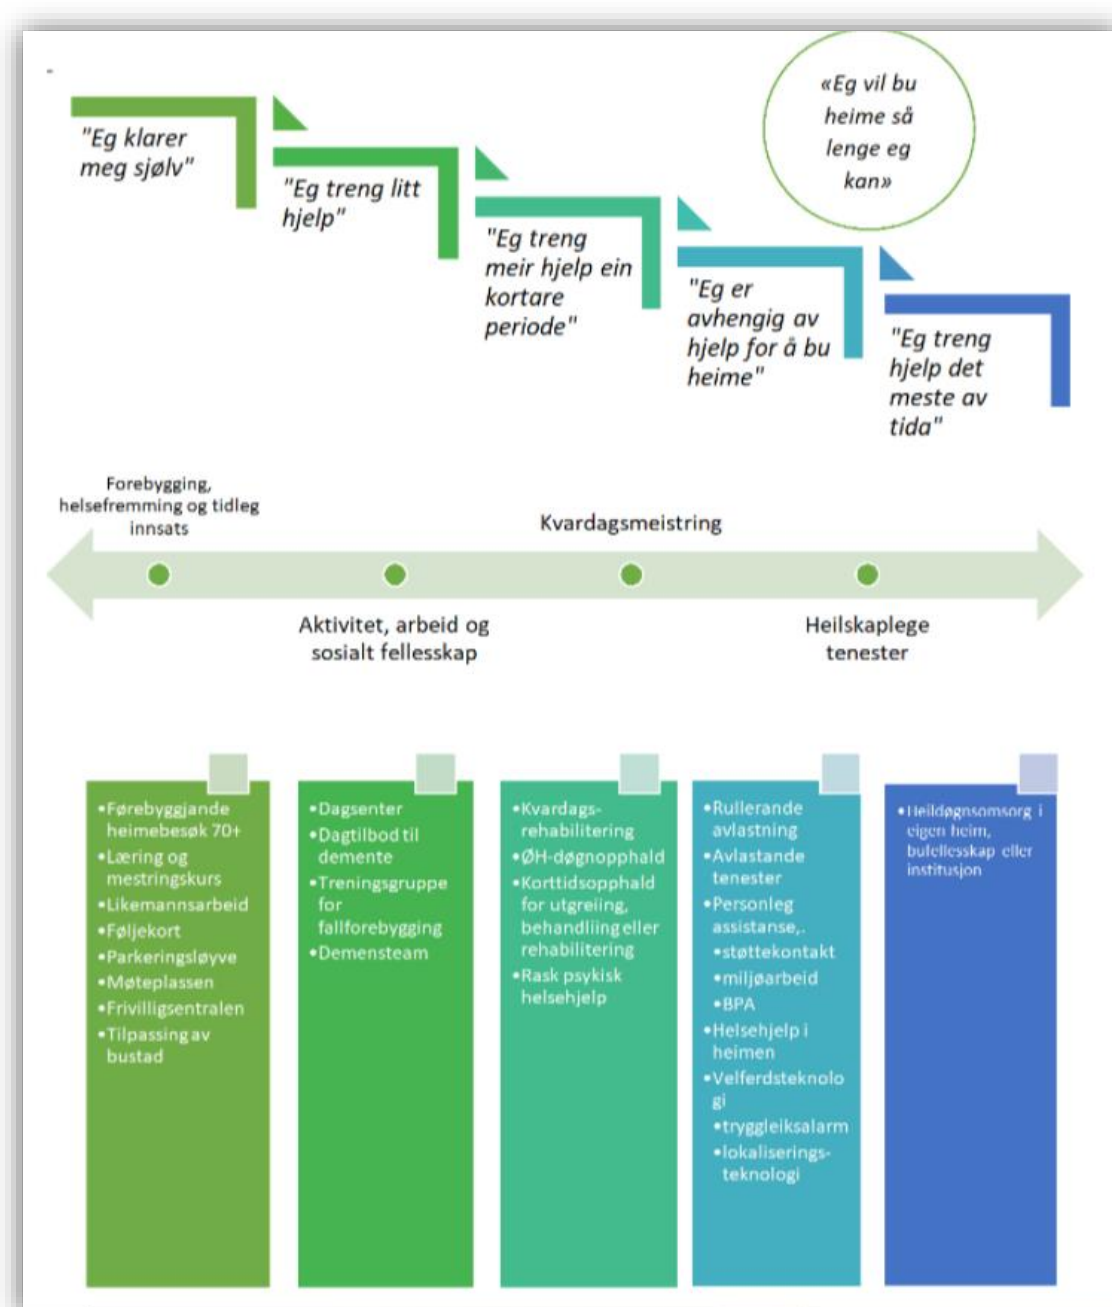 -
"Eg klarer
meg sjølv"
"Eg treng litt
hjelp"
"Eg treng
meir hjelp ein
kortare
periode"
"Eg er
avhengig av
hjelp for å bu
heime"
"Eg treng
hjelp det
meste av
tida"
«Eg vil bu
heime så
lenge eg
kan»
Forebygging,
helsefremming og tidleg
innsats
Aktivitet, arbeid og
sosialt fellesskap
Kvardagsmeistring
Heilskaplege
tenester
•Førebyggjande
heimebesøk 70+
•Læring og
mestringskurs
•Likemannsarbeid
•Føljekort
•Parkeringsløyve
•Møteplassen
•Frivilligsentralen
•Tilpassing av
bustad
•Dagsenter
•Dagtilbod til
demente
•Treningsgruppe
for
fallforebygging
•Demensteam
•Kvardags-
rehabilitering
•ØH-døgnopphald
•Korttidsopphald
for utgreiing,
behandliing eller
rehabilitering
•Rask psykisk
helsehjelp
•Rullerande
avlastning
•Avlastande
tenester
•Personleg
assistanse,.
•støttekontakt
•miljøarbeid
•BPA
•Helsehjelp i
heimen
•Velferdsteknolo
gi
•tryggleiksalarm
•lokaliserings-
teknologi
•Heildøgnsomsorg i
eigen heim,
bufellesskap eller
institusjon